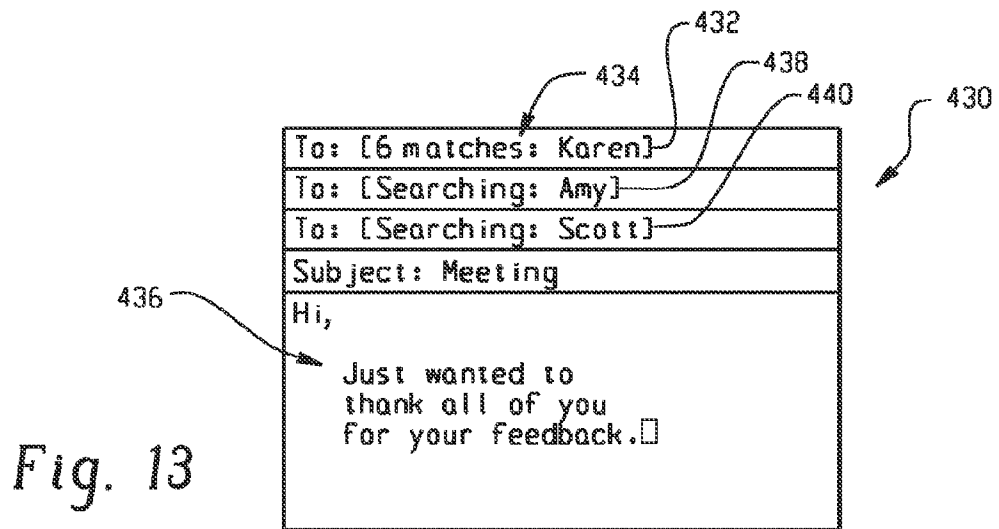 432
438
434
440
430
To: [6 matches: Karen]
To: [Searching: Amy]
To: [Searching: Scott]
Subject: Meeting
436
Hi,
Just wanted to
thank all of you
for your feedback.
Fig. 13